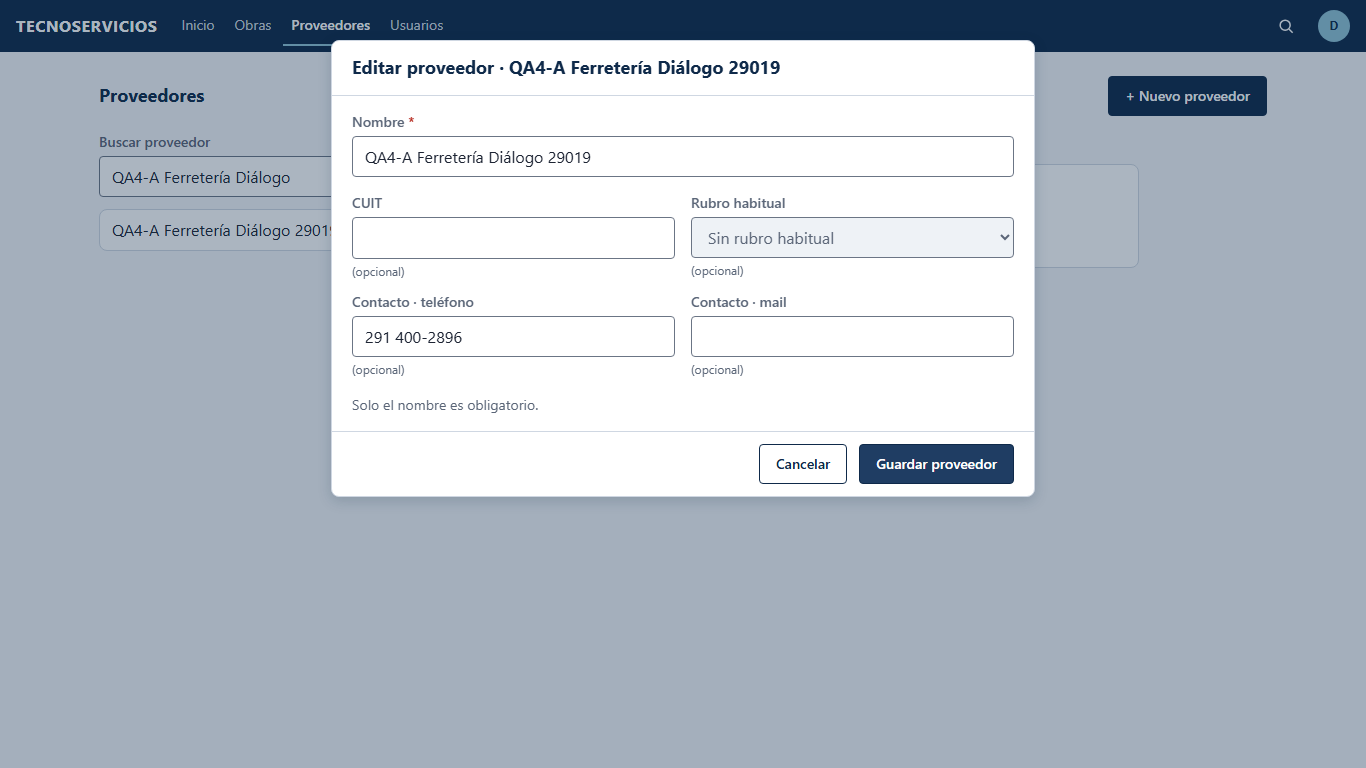 TECNOSERVICIOS Inicio Obras Proveedores Usuarios D
Editar proveedor · QA4-A Ferretería Diálogo 29019
Proveedores
+ Nuevo proveedor
Nombre *
Buscar proveedor
QA4-A Ferretería Diálogo 29019
QA4-A Ferretería Diálogo
CUIT Rubro habitual
QA4-A Ferretería Diálogo 29019
Sin rubro habitual
(opcional) (opcional)
Contacto · teléfono Contacto · mail
291 400-2896
(opcional) (opcional)
Solo el nombre es obligatorio.
Cancelar Guardar proveedor